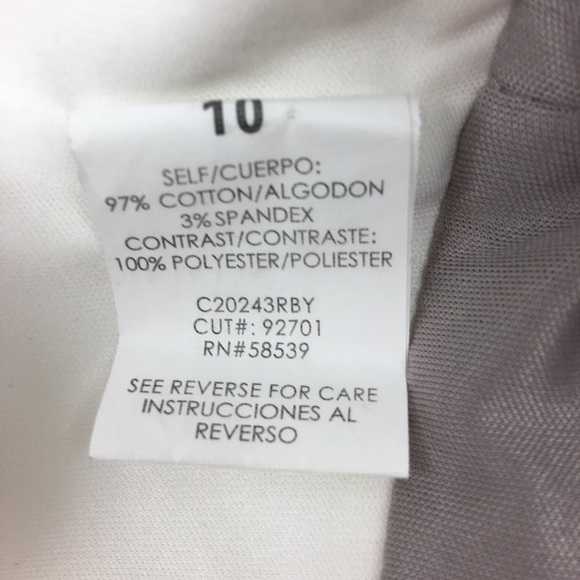 10
SELF/CUERPO:
97% COTTON/ALGODON
3% SPANDEX
CONTRAST/CONTRASTE:
100% POLYESTER/POLIESTER
C20243RBY
CUT#: 92701
RN#58539
SEE REVERSE FOR CARE
INSTRUCCIONES AL
REVERSO